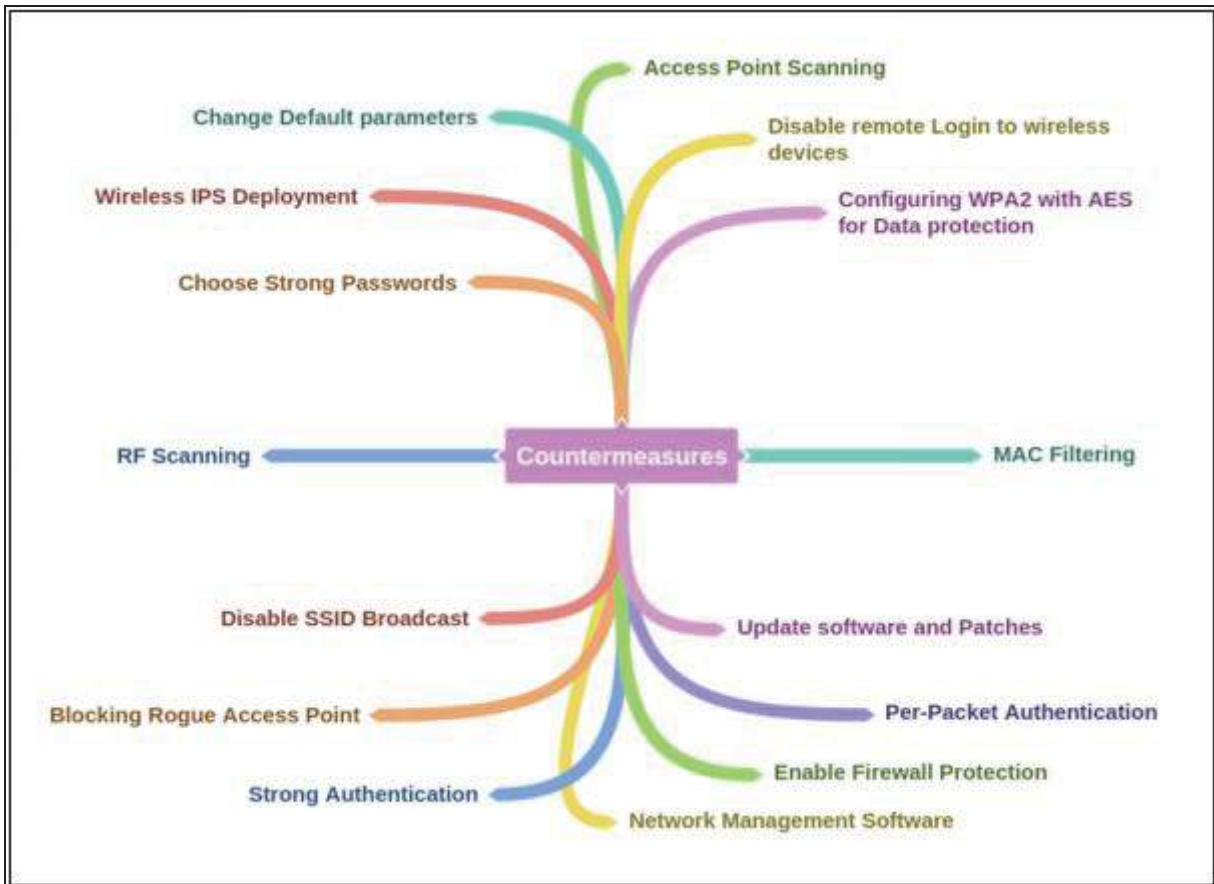 Access Point Scanning
Change Default parameters
Disable remote Login to wireless
devices
Wireless IPS Deployment
Configuring WPA2 with AES
for Data protection
Choose Strong Passwords
RF Scanning
Countermeasures
MAC Filtering
Disable SSID Broadcast
Update software and Patches
Blocking Rogue Access Point
Per-Packet Authentication
Enable Firewall Protection
Strong Authentication
Network Management Software